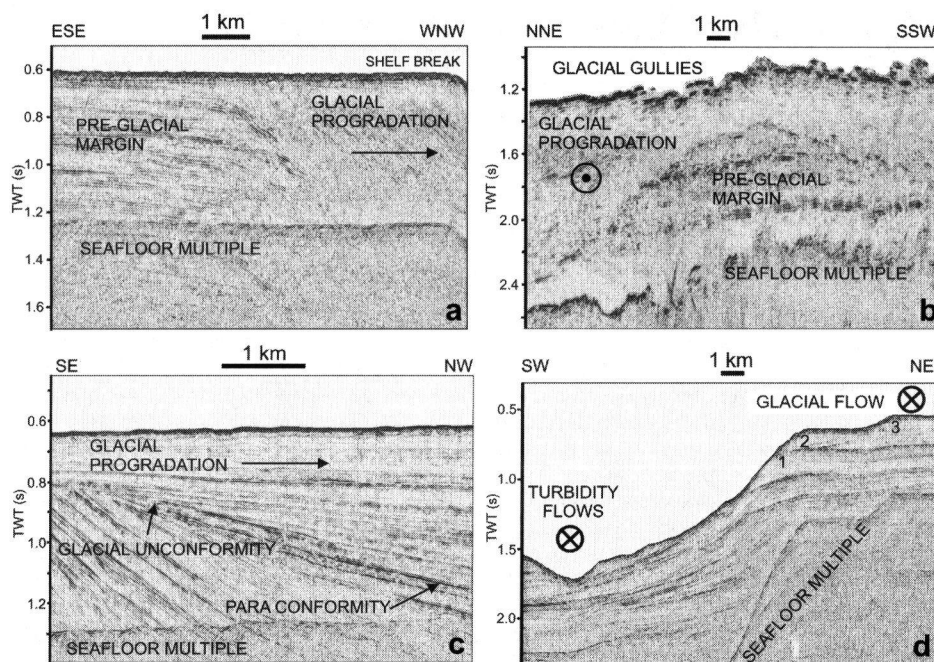 1 km
ESE
WNW
SHELF BREAK
GLACIAL
PROGRADATION
PRE-GLACIAL
MARGIN
SEAFLOOR MULTIPLE
TWT (s)
0.6
0.8
1.0
1.2
1.4
1.6
a
1 km
NNE
SSW
GLACIAL GULLIES
GLACIAL
PROGRADATION
PRE-GLACIAL
MARGIN
SEAFLOOR MULTIPLE
TWT (s)
1.2
1.6
2.0
2.4
b
1 km
SE
NW
GLACIAL
PROGRADATION
GLACIAL UNCONFORMITY
PARA CONFORMITY
SEAFLOOR MULTIPLE
TWT (s)
0.6
0.8
1.0
1.2
c
1 km
SW
NE
GLACIAL FLOW
3
2
1
TURBIDITY
FLOWS
SEAFLOOR MULTIPLE
TWT (s)
0.5
1.0
1.5
2.0
d